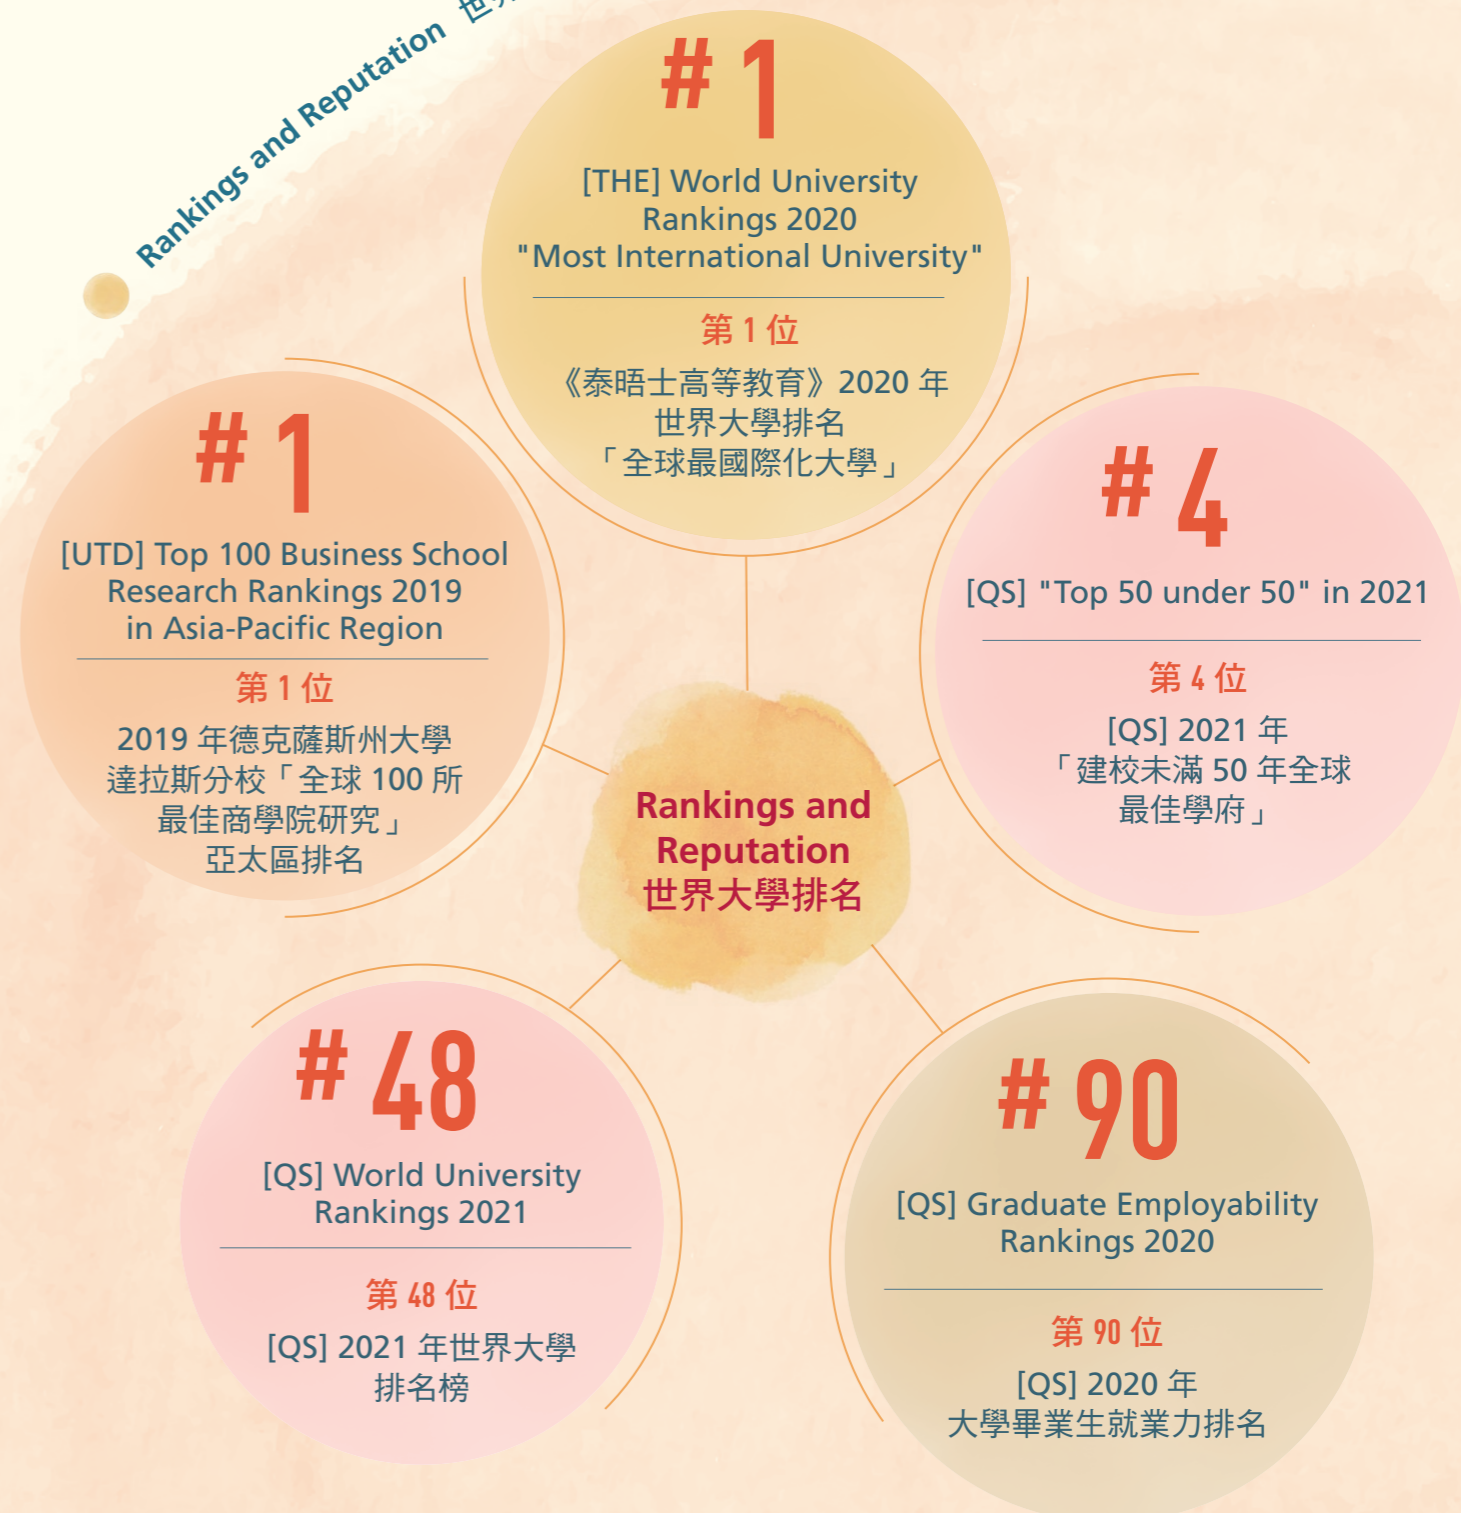 Rankings and Reputation 世
# 1
[THE] World University
Rankings 2020
"Most International University"
第 1 位
《泰晤士高等教育》2020 年
世界大學排名
「全球最國際化大學」
# 1
[UTD] Top 100 Business School
Research Rankings 2019
in Asia-Pacific Region
第 1 位
2019 年德克薩斯州大學
達拉斯分校「全球 100 所
最佳商學院研究」
亞太區排名
# 4
[QS] "Top 50 under 50" in 2021
第 4 位
[QS] 2021 年
「建校未滿 50 年全球
最佳學府」
Rankings and
Reputation
世界大學排名
# 48
[QS] World University
Rankings 2021
第 48 位
[QS] 2021 年世界大學
排名榜
# 90
[QS] Graduate Employability
Rankings 2020
第 90 位
[QS] 2020 年
大學畢業生就業力排名